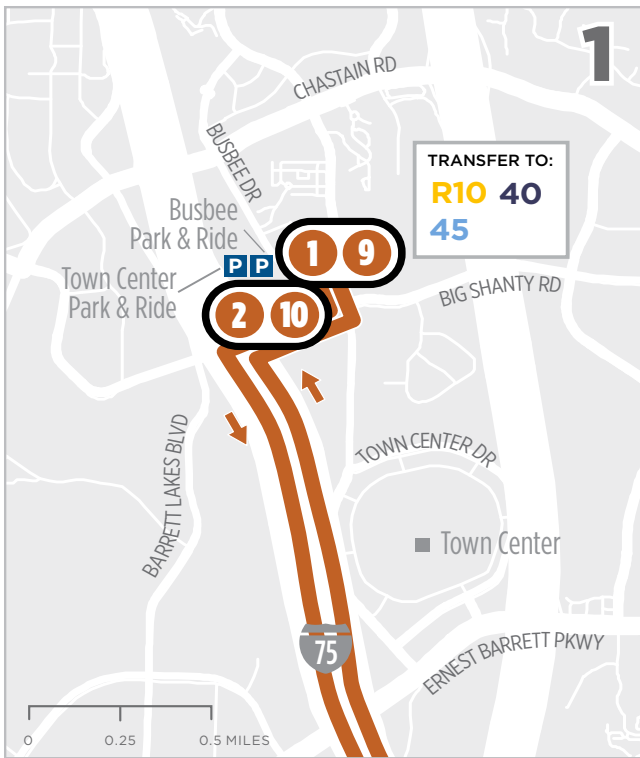 1
CHASTAIN RD
BUSBEE DR
TRANSFER TO:
R10 40
45
Busbee
Park & Ride
P P
Town Center
Park & Ride
1 9
2 10
BIG SHANTY RD
BARRETT LAKES BLVD
TOWN CENTER DR
Town Center
75
ERNEST BARRETT PKWY
0 0.25 0.5 MILES